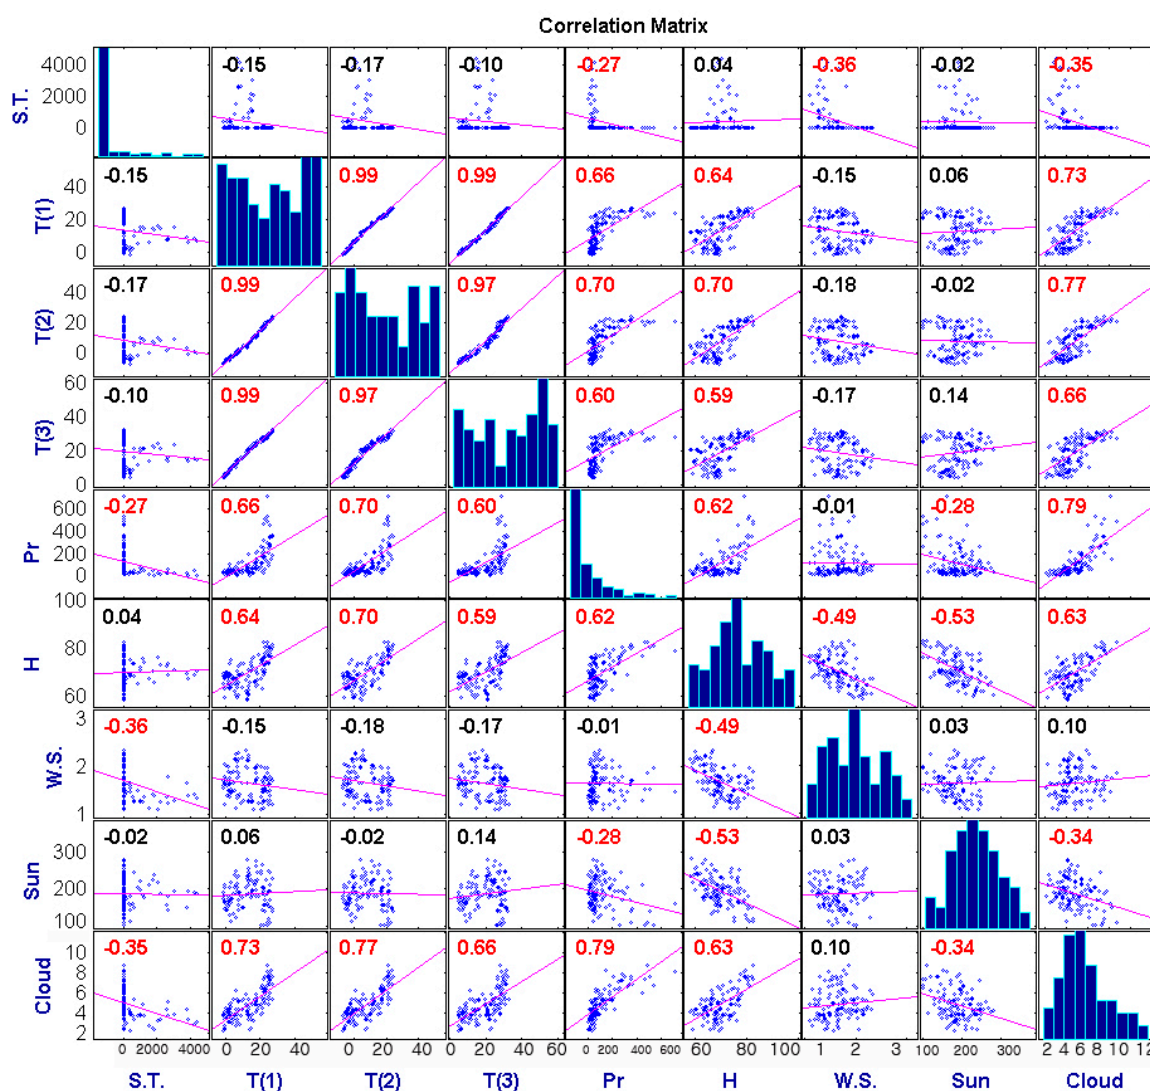 Correlation Matrix
S.T. 4000 2000 0 -0.15 -0.17 -0.10 -0.27 0.04 -0.36 -0.02 -0.35
T(1) 40 20 0 -0.15 0.99 0.99 0.66 0.64 -0.15 0.06 0.73
T(2) 40 20 0 -0.17 0.99 0.97 0.70 0.70 -0.18 -0.02 0.77
T(3) 60 40 20 0 -0.10 0.99 0.97 0.60 0.59 -0.17 0.14 0.66
Pr 600 400 200 0 -0.27 0.66 0.70 0.60 0.62 -0.01 -0.28 0.79
H 100 80 60 0.04 0.64 0.70 0.59 0.62 -0.49 -0.53 0.63
W.S. 3 2 1 -0.36 -0.15 -0.18 -0.17 -0.01 -0.49 0.03 0.10
Sun 300 200 100 -0.02 0.06 -0.02 0.14 -0.28 -0.53 0.03 -0.34
Cloud 10 8 6 4 2 -0.35 0.73 0.77 0.66 0.79 0.63 0.10 -0.34
0 2000 4000 0 20 40 0 20 40 0 20 40 60 0 200 400 600 60 80 100 1 2 3 100 200 300 2 4 6 8 10 12
S.T. T(1) T(2) T(3) Pr H W.S. Sun Cloud